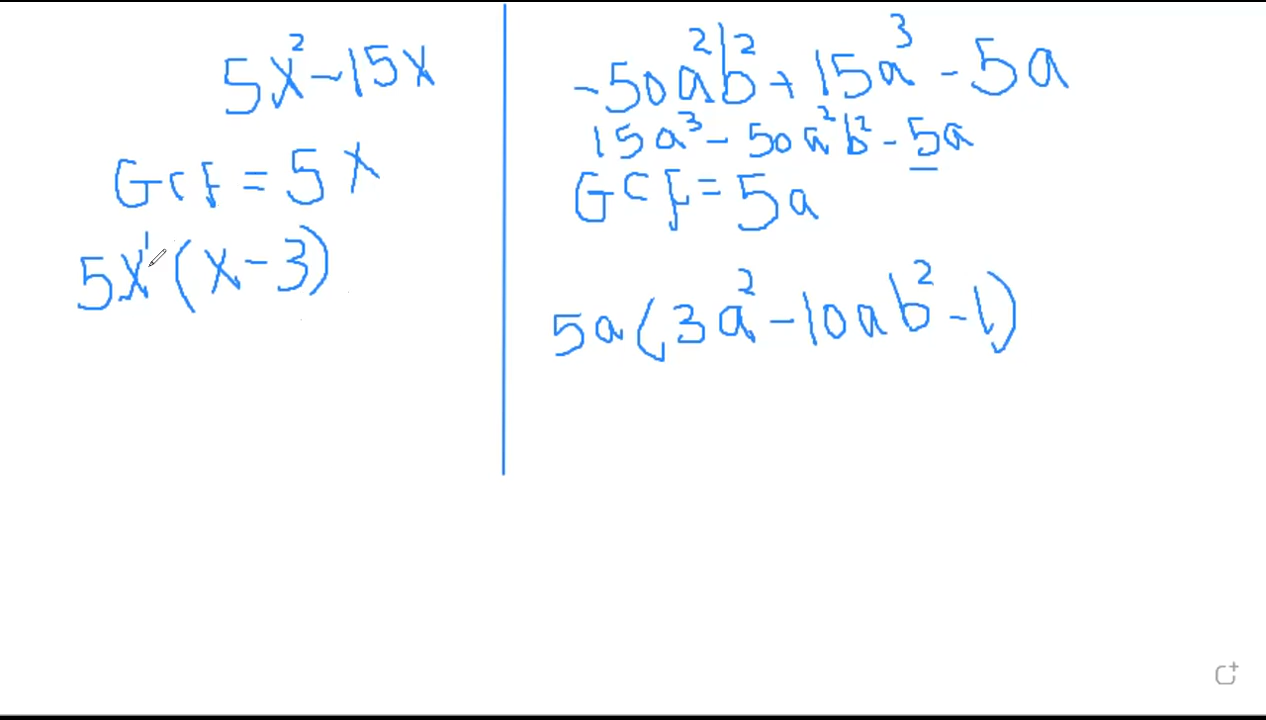 5x² - 15x
GCF = 5x
5x¹(x - 3)
-50a²b² + 15a³ - 5a
15a³ - 50a²b² - 5a
GCF = 5a
5a(3a² - 10ab² - 1)